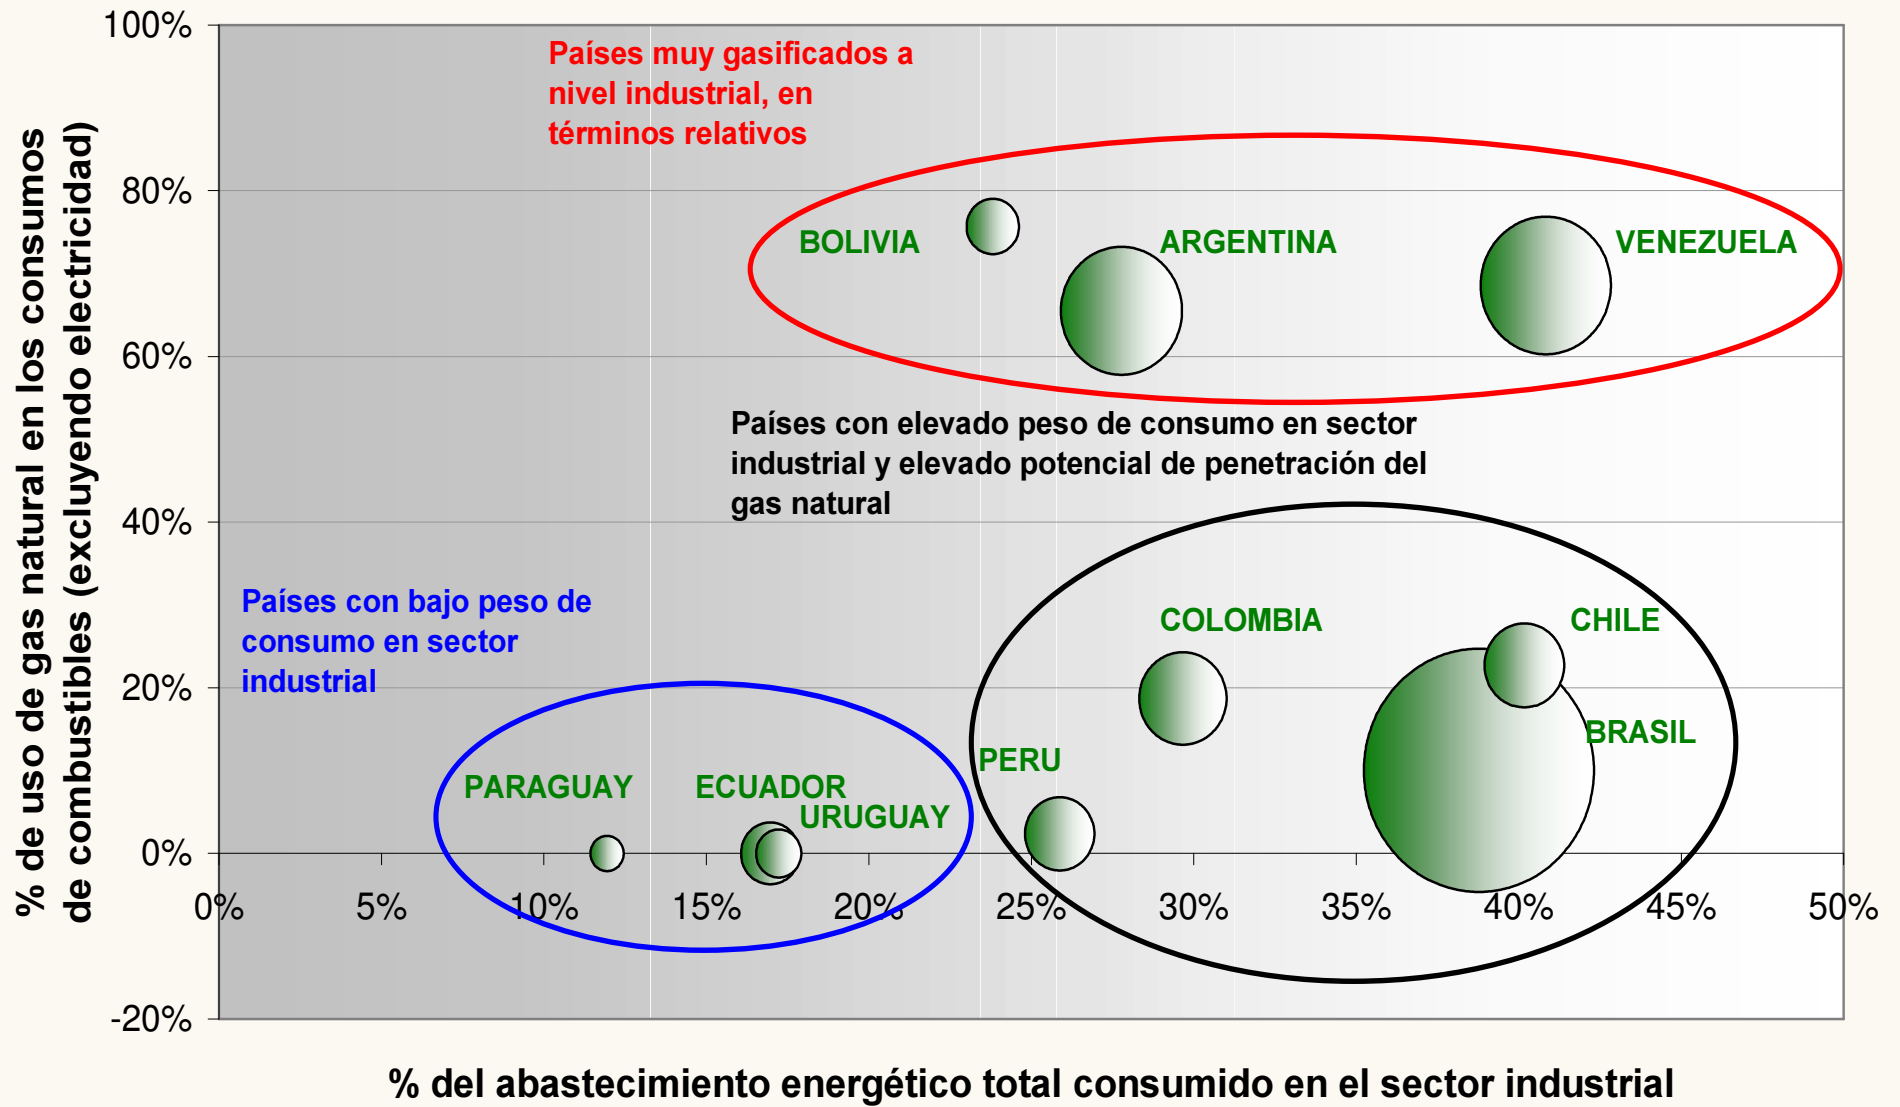 100%
80%
60%
40%
20%
0%
-20%
% de uso de gas natural en los consumos
de combustibles (excluyendo electricidad)
Países muy gasificados a
nivel industrial, en
términos relativos
BOLIVIA
ARGENTINA
VENEZUELA
Países con elevado peso de consumo en sector
industrial y elevado potencial de penetración del
gas natural
Países con bajo peso de
consumo en sector
industrial
COLOMBIA
CHILE
BRASIL
PERU
PARAGUAY
ECUADOR
URUGUAY
0% 5% 10% 15% 20% 25% 30% 35% 40% 45% 50%
% del abastecimiento energético total consumido en el sector industrial